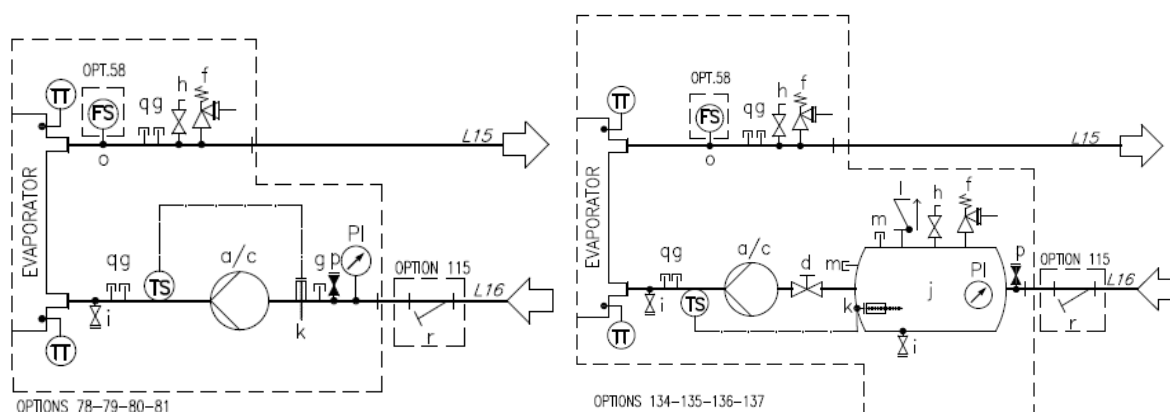 OPT.58
TT
FS
qg
h
f
o
L15
EVAPORATOR
a/c
PI
TS
g
p
OPTION 115
L16
i
k
r
TT
OPTIONS 78-79-80-81
OPT.58
TT
FS
qg
h
f
o
L15
EVAPORATOR
l
h
f
m
a/c
d
m
PI
p
OPTION 115
qg
j
L16
i
TS
k
r
i
TT
OPTIONS 134-135-136-137